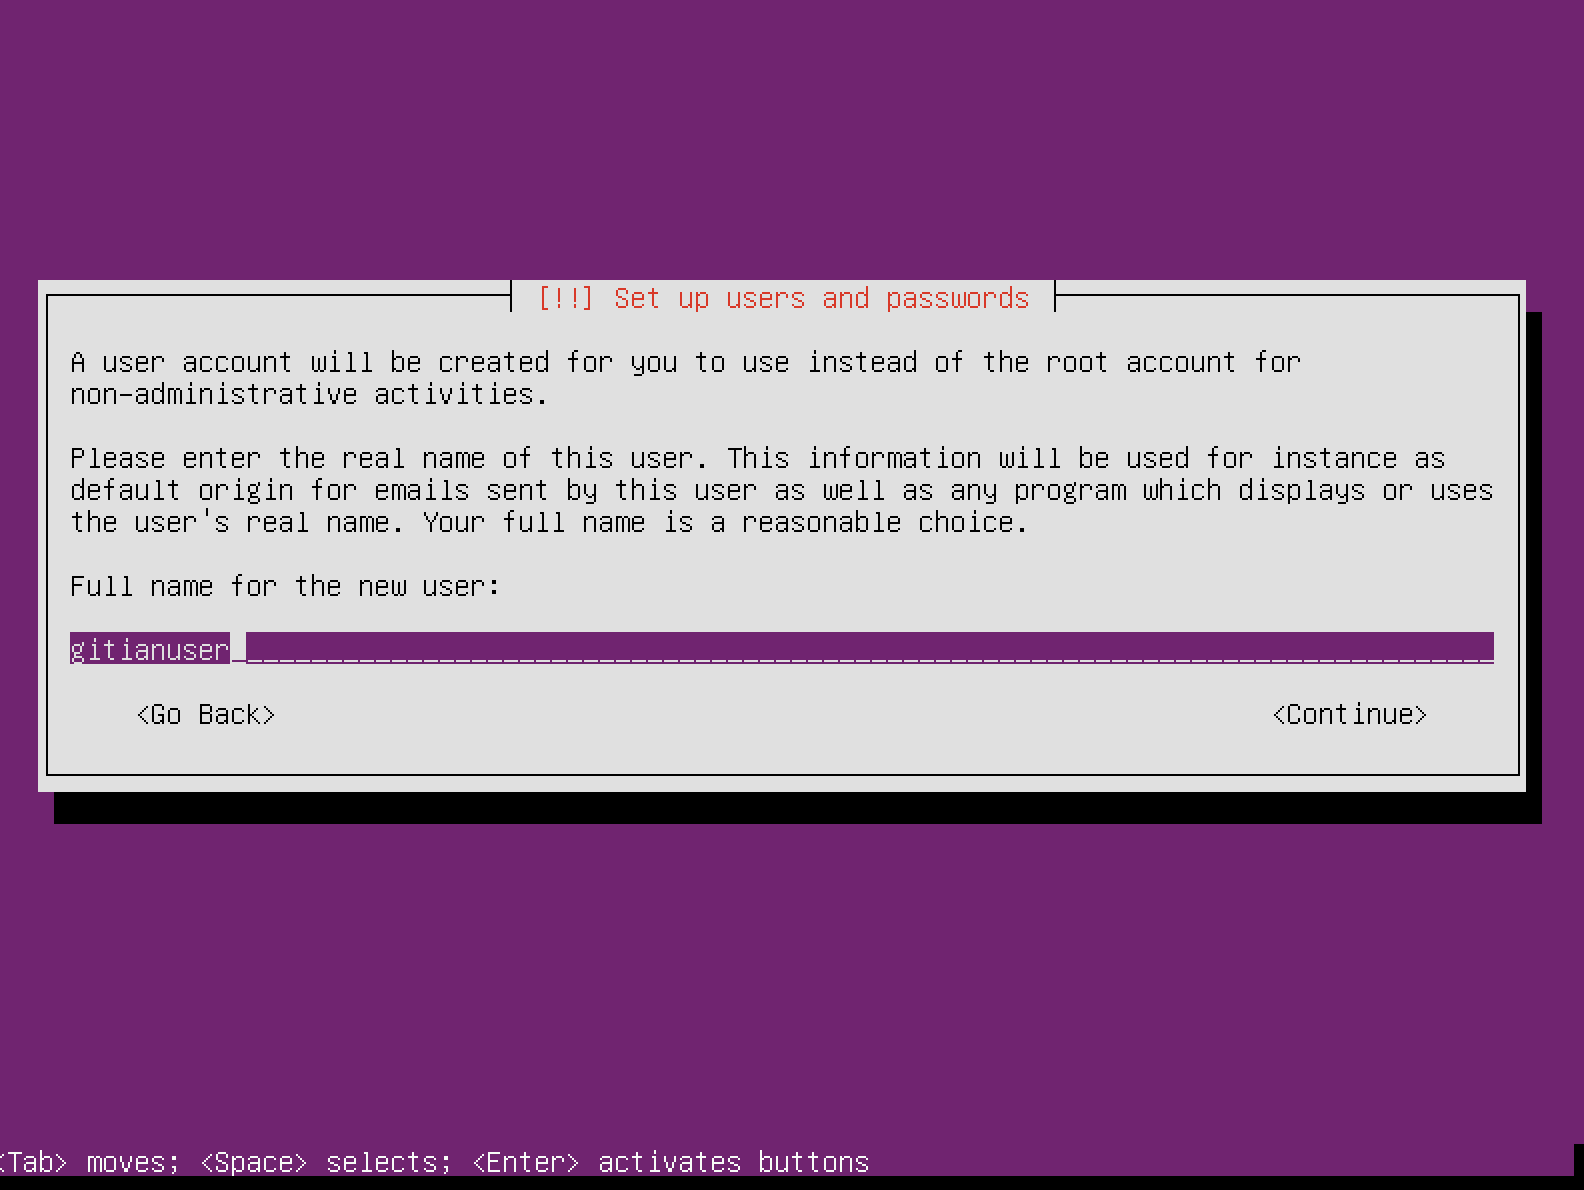 [!!] Set up users and passwords
A user account will be created for you to use instead of the root account for
non-administrative activities.
Please enter the real name of this user. This information will be used for instance as
default origin for emails sent by this user as well as any program which displays or uses
the user's real name. Your full name is a reasonable choice.
Full name for the new user:
gitianuser
<Go Back> <Continue>
<Tab> moves; <Space> selects; <Enter> activates buttons